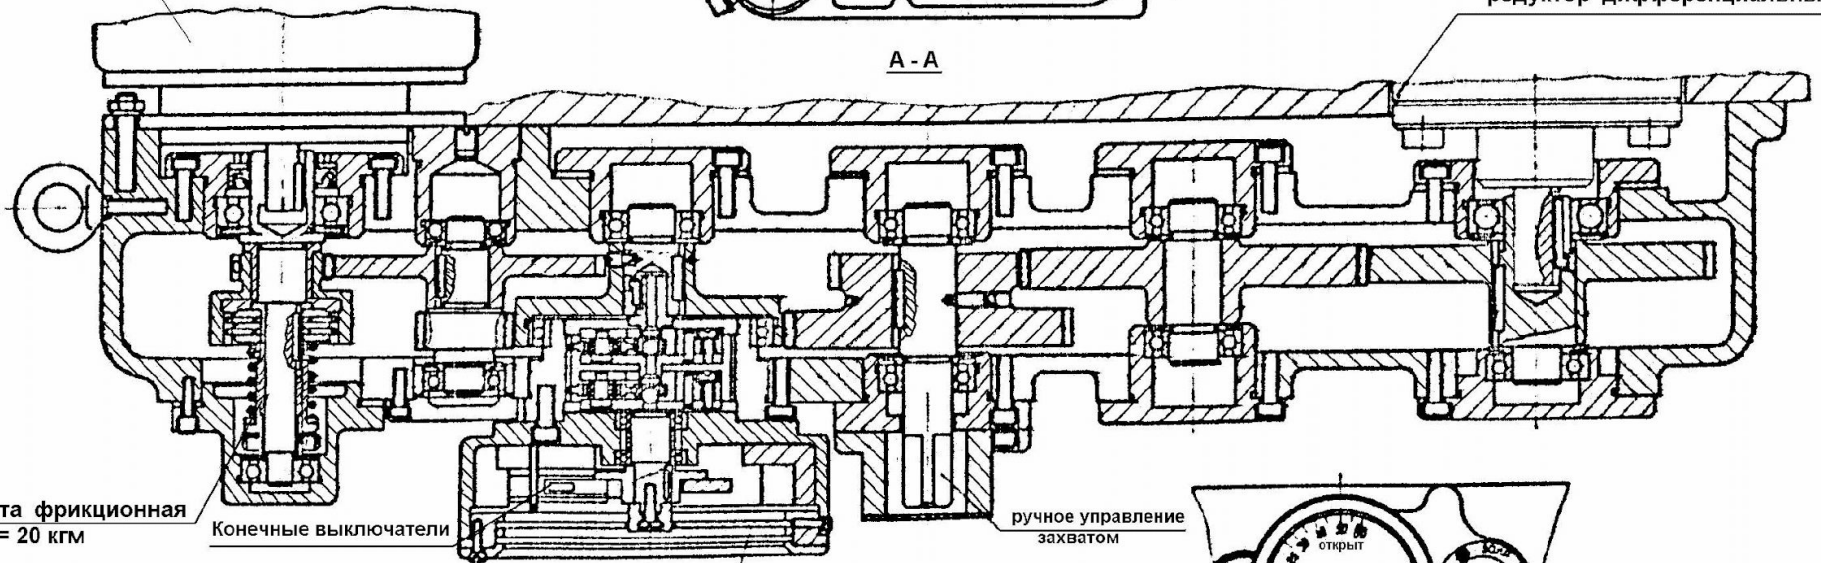 А - А
та фрикционная
= 20 кгм
Конечные выключатели
ручное управление
захватом
открыт